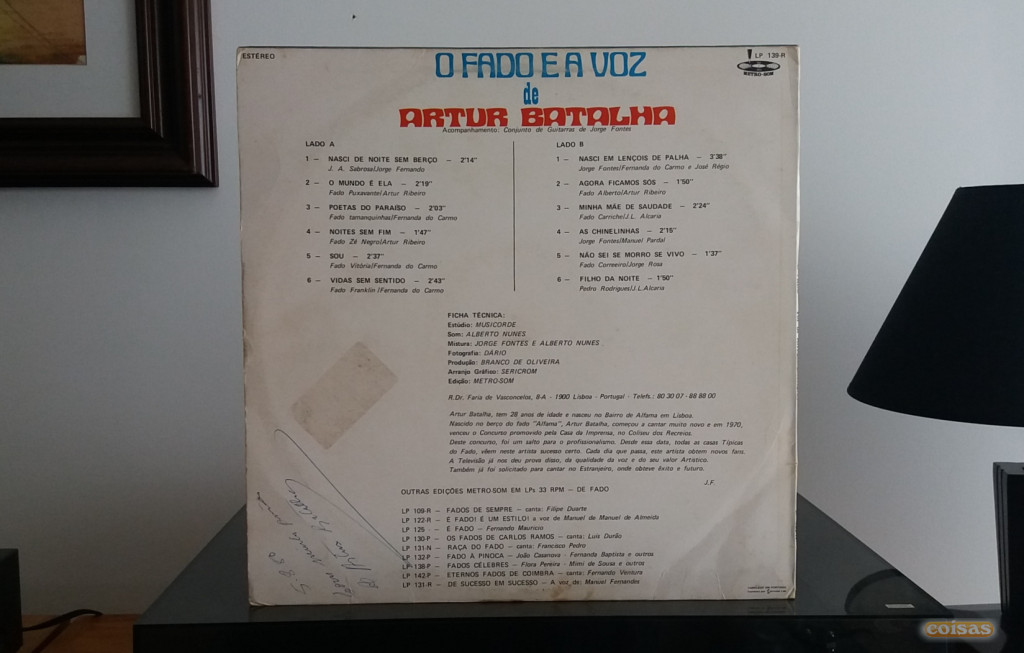 ESTÉREO
LP 139-R
METRO-SOM
O FADO E A VOZ
de
ARTUR BATALHA
Acompanhamento: Conjunto de Guitarras de Jorge Fontes
LADO A
1 — NASCI DE NOITE SEM BERÇO — 2'14"
J. A. Sabrosa/Jorge Fernando
2 — O MUNDO É ELA — 2'19"
Fado Puxavante/Artur Ribeiro
3 — POETAS DO PARAÍSO — 2'03"
Fado tamanquinhas/Fernanda do Carmo
4 — NOITES SEM FIM — 1'47"
Fado Zé Negro/Artur Ribeiro
5 — SOU — 2'37"
Fado Vitória/Fernanda do Carmo
6 — VIDAS SEM SENTIDO — 2'43"
Fado Franklin/Fernanda do Carmo
LADO B
1 — NASCI EM LENÇOIS DE PALHA — 3'38"
Jorge Fontes/Fernanda do Carmo e José Régio
2 — AGORA FICAMOS SÓS — 1'50"
Fado Alberto/Artur Ribeiro
3 — MINHA MÃE DE SAUDADE — 2'24"
Fado Carriche/J.L. Alcaria
4 — AS CHINELINHAS — 2'15"
Jorge Fontes/Manuel Pardal
5 — NÃO SEI SE MORRO SE VIVO — 1'37"
Fado Corrieiro/Jorge Rosa
6 — FILHO DA NOITE — 1'50"
Pedro Rodrigues/J.L.Alcaria
FICHA TÉCNICA:
Estúdio: MUSICORDE
Som: ALBERTO NUNES
Mistura: JORGE FONTES E ALBERTO NUNES
Fotografia: DÁRIO
Produção: BRANCO DE OLIVEIRA
Arranjo Gráfico: SERICROM
Edição: METRO-SOM
R.Dr. Faria de Vasconcelos, 8-A - 1900 Lisboa - Portugal - Telefs.: 80 30 07 - 88 88 00
Artur Batalha, tem 28 anos de idade e nasceu no Bairro de Alfama em Lisboa.
Nascido no berço do fado "Alfama", Artur Batalha, começou a cantar muito novo e em 1970,
venceu o Concurso promovido pela Casa da Imprensa, no Coliseu dos Recreios.
Deste concurso, foi um salto para o profissionalismo. Desde essa data, todas as casas Típicas
do Fado, vêem neste artista sucesso certo. Cada dia que passa, este artista obtem novos fans.
A Televisão já nos deu prova disso, da qualidade da voz e do seu valor Artístico.
Também já foi solicitado para cantar no Estrangeiro, onde obteve êxito e futuro.
J.F.
OUTRAS EDIÇÕES METRO-SOM EM LPs 33 RPM — DE FADO
LP 109-R — FADOS DE SEMPRE — canta: Filipe Duarte
LP 122-R — É FADO! É UM ESTILO! a voz de Manuel de Manuel de Almeida
LP 125 — É FADO — Fernando Maurício
LP 130-P — OS FADOS DE CARLOS RAMOS — canta: Luis Durão
LP 131-N — RAÇA DO FADO — canta: Francisco Pedro
LP 132-P — FADO À PINOCA — João Casanova - Fernanda Baptista e outros
LP 138-P — FADOS CÉLEBRES — Flora Pereira - Mimi de Sousa e outros
LP 142-P — ETERNOS FADOS DE COIMBRA — canta: Fernando Ventura
LP 131-R — DE SUCESSO EM SUCESSO — A voz de: Manuel Fernandes
coisas